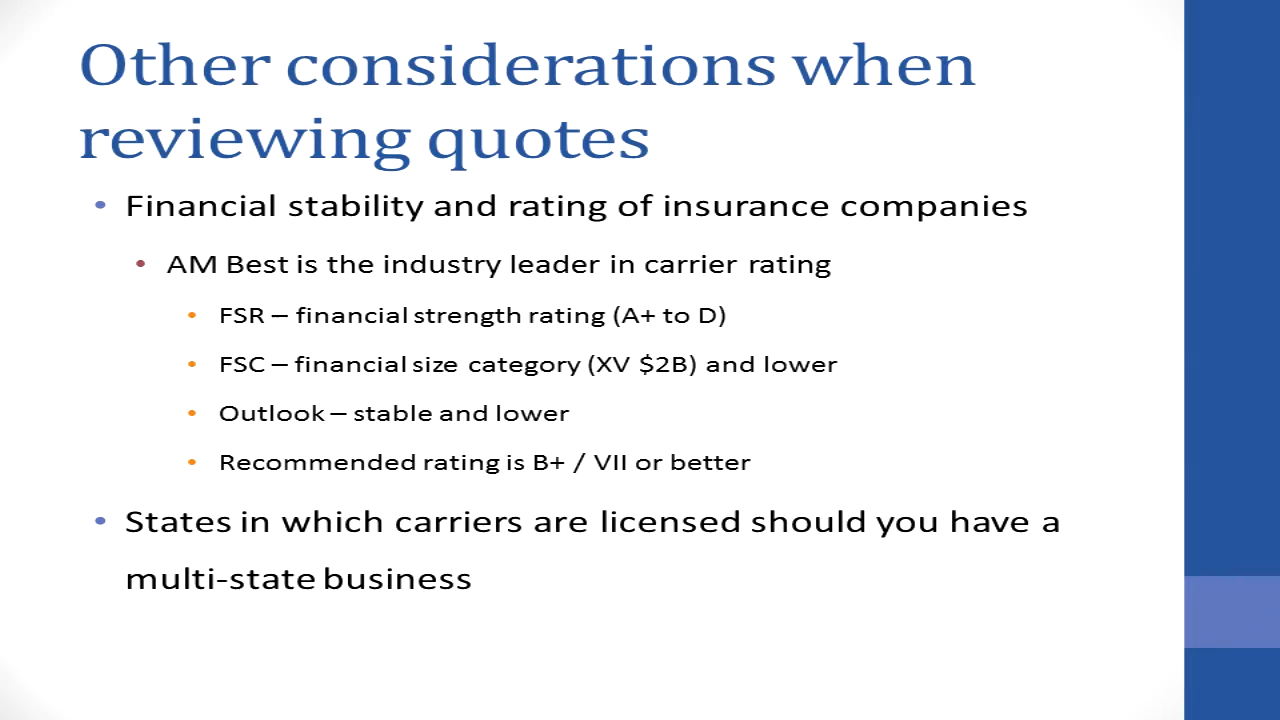 Other considerations when
reviewing quotes
• Financial stability and rating of insurance companies
• AM Best is the industry leader in carrier rating
• FSR – financial strength rating (A+ to D)
• FSC – financial size category (XV $2B) and lower
• Outlook – stable and lower
• Recommended rating is B+ / VII or better
• States in which carriers are licensed should you have a
multi-state business